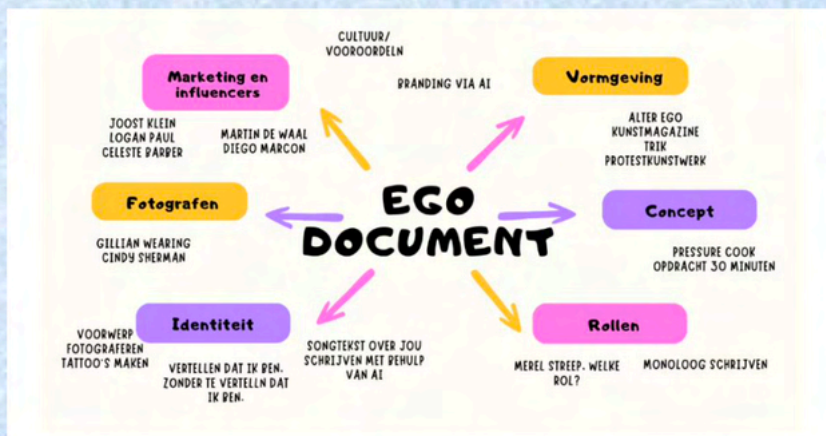 CULTUUR/
VOOROORDELN
Marketing en
influencers
BRANDING VIA AI
Vormgeving
JOOST KLEIN
LOGAN PAUL
CELESTE BARBER
MARTIN DE WAAL
DIEGO MARCON
ALTER EGO
KUNSTMAGAZINE
TRIK
PROTESTKUNSTWERK
Fotografen
EGO
DOCUMENT
Concept
GILLIAN WEARING
CINDY SHERMAN
PRESSURE COOK
OPDRACHT 30 MINUTEN
Identiteit
Rollen
VOORWERP
FOTOGRAFEREN
TATTOO'S MAKEN
VERTELLEN DAT IK BEN.
ZONDER TE VERTELLN DAT
IK BEN.
SONGTEKST OVER JOU
SCHRIJVEN MET BEHULP
VAN AI
MEREL STREEP. WELKE
ROL?
MONOLOOG SCHRIJVEN